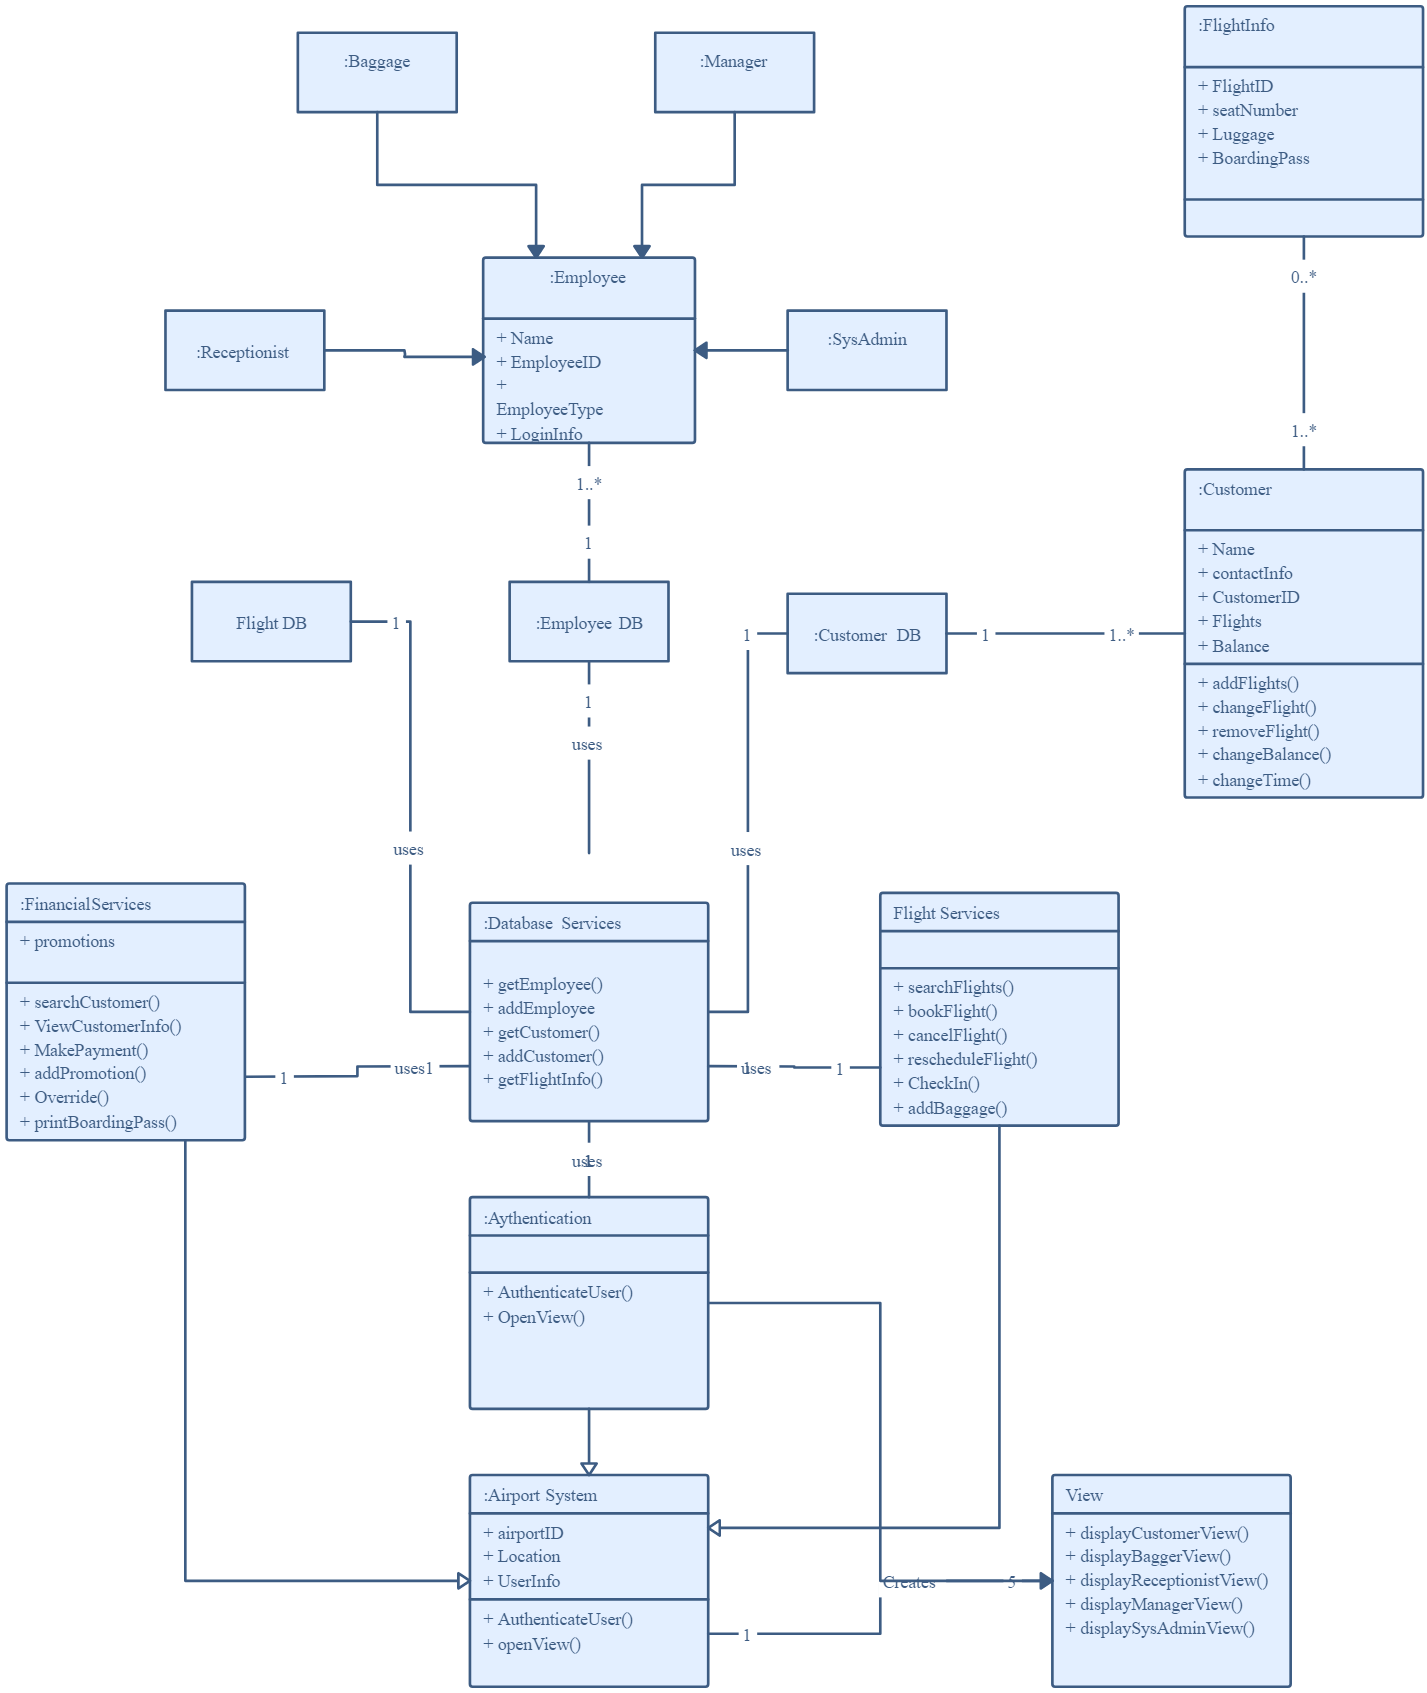 :Baggage
:Manager
:FlightInfo
+ FlightID
+ seatNumber
+ Luggage
+ BoardingPass
0..*
1..*
:Employee
+ Name
+ EmployeeID
+
EmployeeType
+ LoginInfo
:Receptionist
:SysAdmin
1..*
1
:Customer
+ Name
+ contactInfo
+ CustomerID
+ Flights
+ Balance
+ addFlights()
+ changeFlight()
+ removeFlight()
+ changeBalance()
+ changeTime()
Flight DB
1
:Employee DB
1
:Customer DB
1
1..*
1
uses
uses
uses
:FinancialServices
+ promotions
+ searchCustomer()
+ ViewCustomerInfo()
+ MakePayment()
+ addPromotion()
+ Override()
+ printBoardingPass()
:Database Services
+ getEmployee()
+ addEmployee
+ getCustomer()
+ addCustomer()
+ getFlightInfo()
Flight Services
+ searchFlights()
+ bookFlight()
+ cancelFlight()
+ rescheduleFlight()
+ CheckIn()
+ addBaggage()
1
uses1
uses
1
1
uses
1
:Aythentication
+ AuthenticateUser()
+ OpenView()
:Airport System
+ airportID
+ Location
+ UserInfo
+ AuthenticateUser()
+ openView()
1
Creates
5
View
+ displayCustomerView()
+ displayBaggerView()
+ displayReceptionistView()
+ displayManagerView()
+ displaySysAdminView()